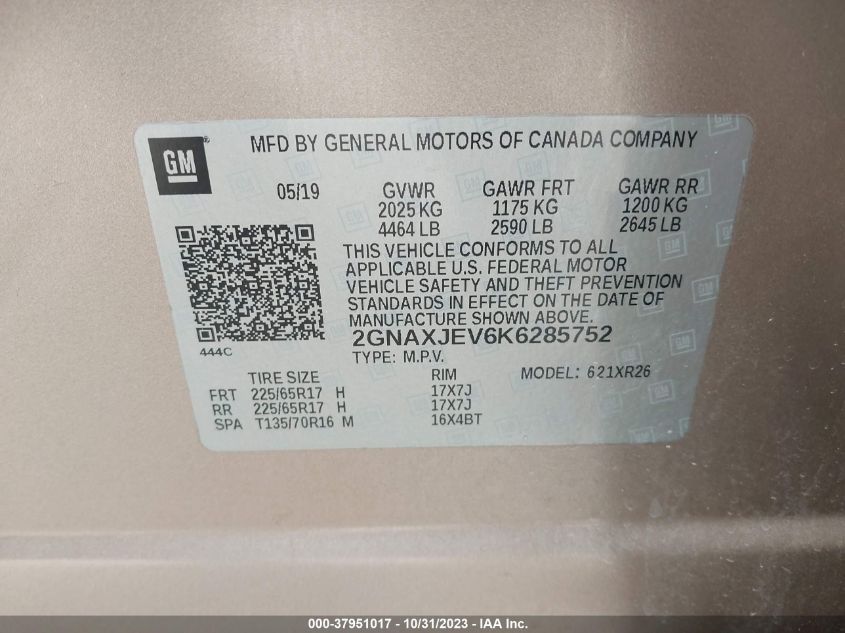 GM
MFD BY GENERAL MOTORS OF CANADA COMPANY
05/19 GVWR GAWR FRT GAWR RR
2025 KG 1175 KG 1200 KG
4464 LB 2590 LB 2645 LB
THIS VEHICLE CONFORMS TO ALL
APPLICABLE U.S. FEDERAL MOTOR
VEHICLE SAFETY AND THEFT PREVENTION
STANDARDS IN EFFECT ON THE DATE OF
MANUFACTURE SHOWN ABOVE.
2GNAXJEV6K6285752
444C
TYPE: M.P.V.
TIRE SIZE RIM MODEL: 621XR26
FRT 225/65R17 H 17X7J
RR 225/65R17 H 17X7J
SPA T135/70R16 M 16X4BT
000-37951017 - 10/31/2023 - IAA Inc.